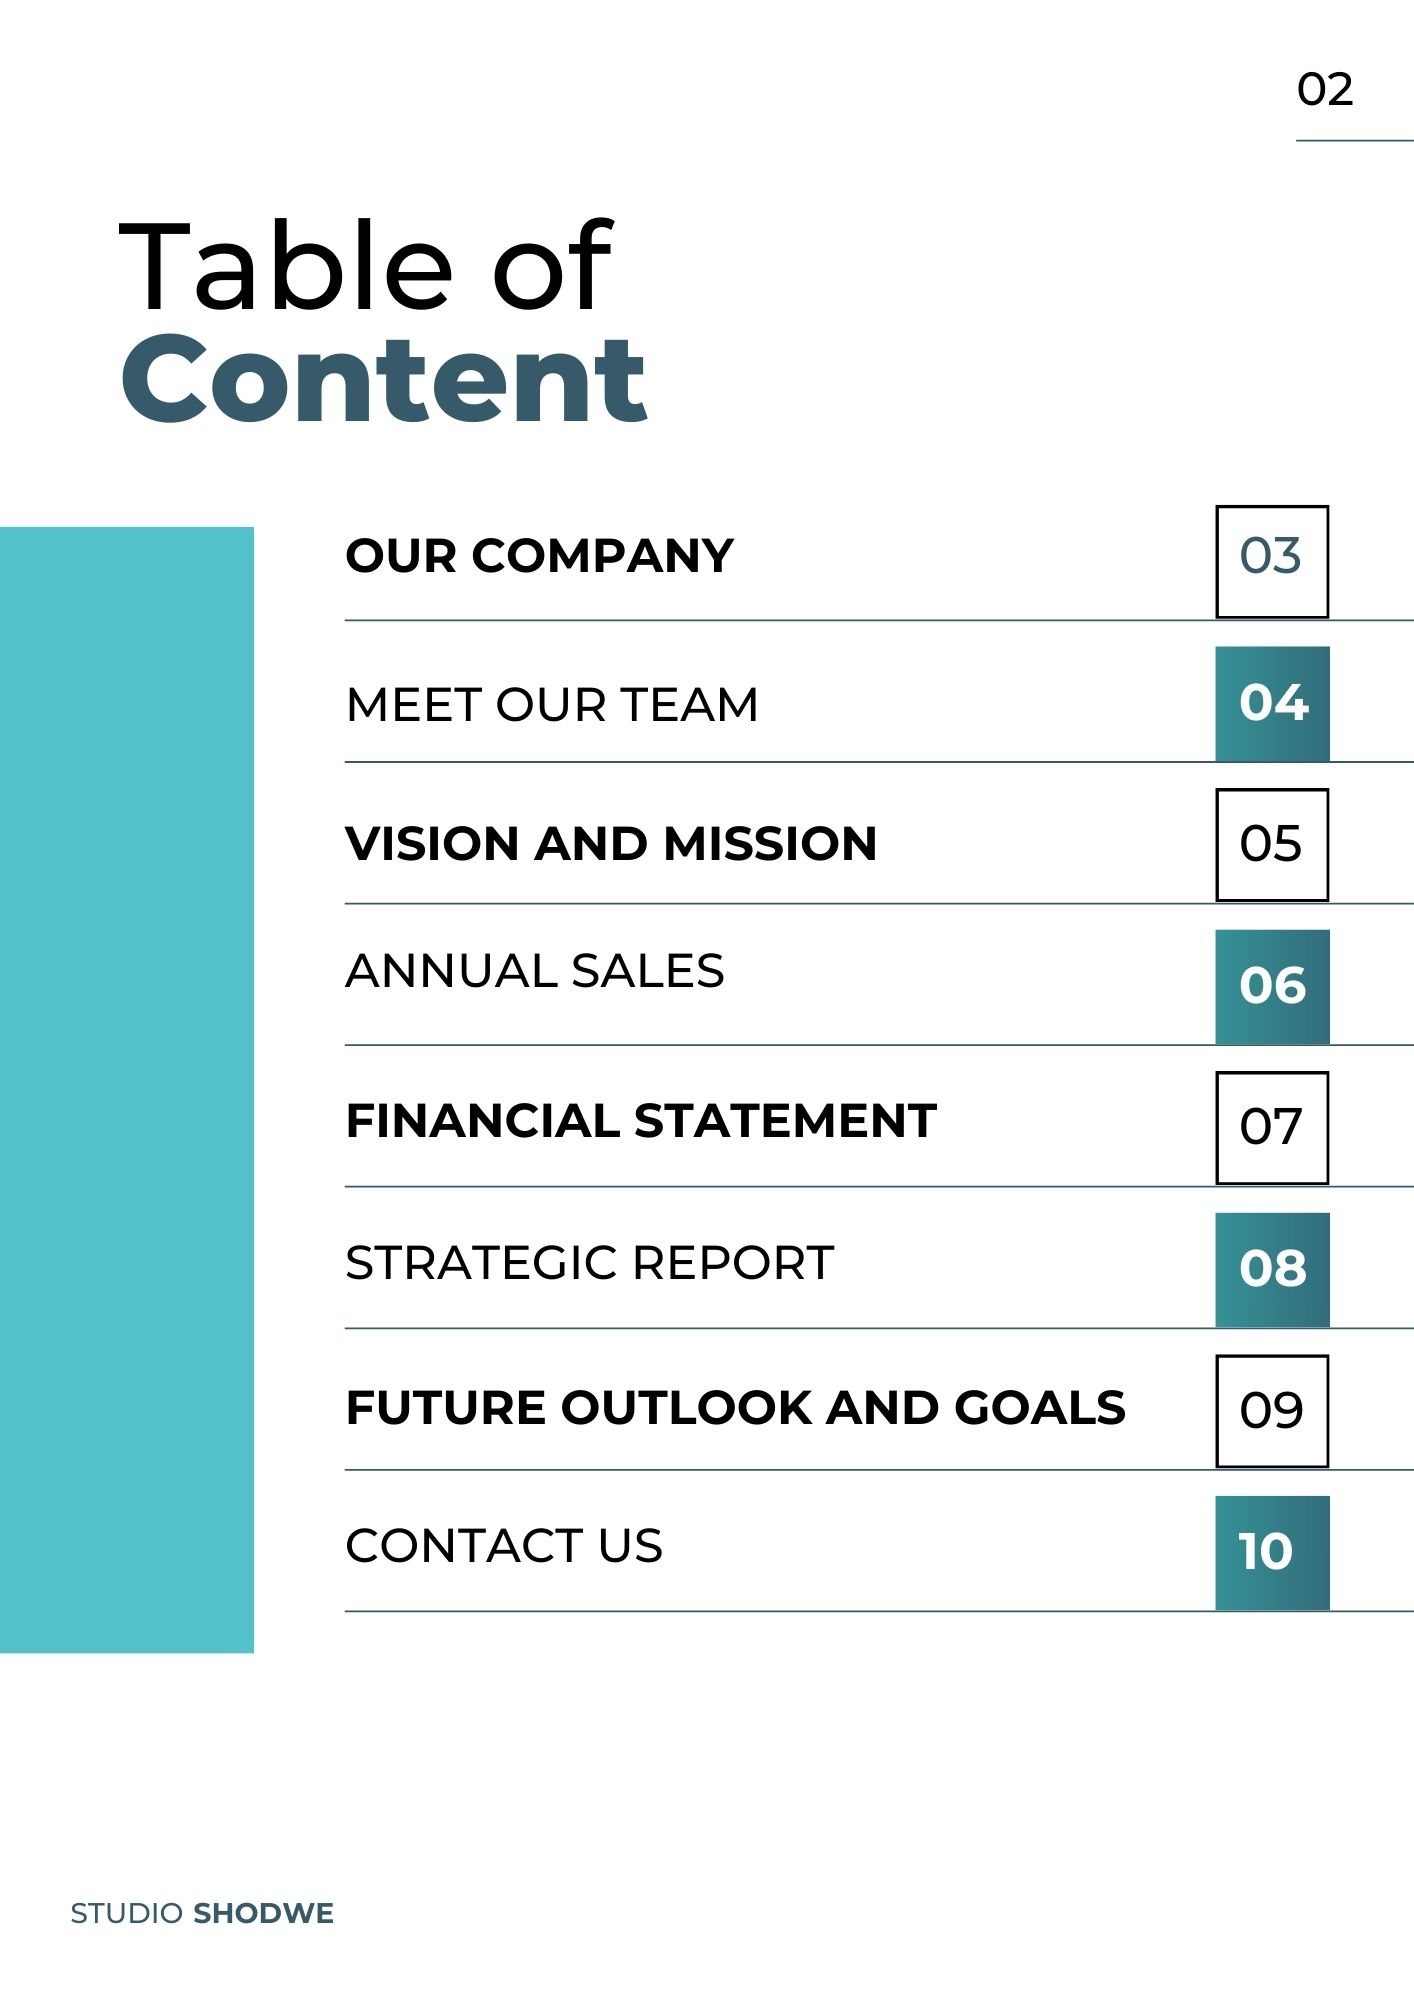 02
Table of
Content
OUR COMPANY 03
MEET OUR TEAM 04
VISION AND MISSION 05
ANNUAL SALES 06
FINANCIAL STATEMENT 07
STRATEGIC REPORT 08
FUTURE OUTLOOK AND GOALS 09
CONTACT US 10
STUDIO SHODWE